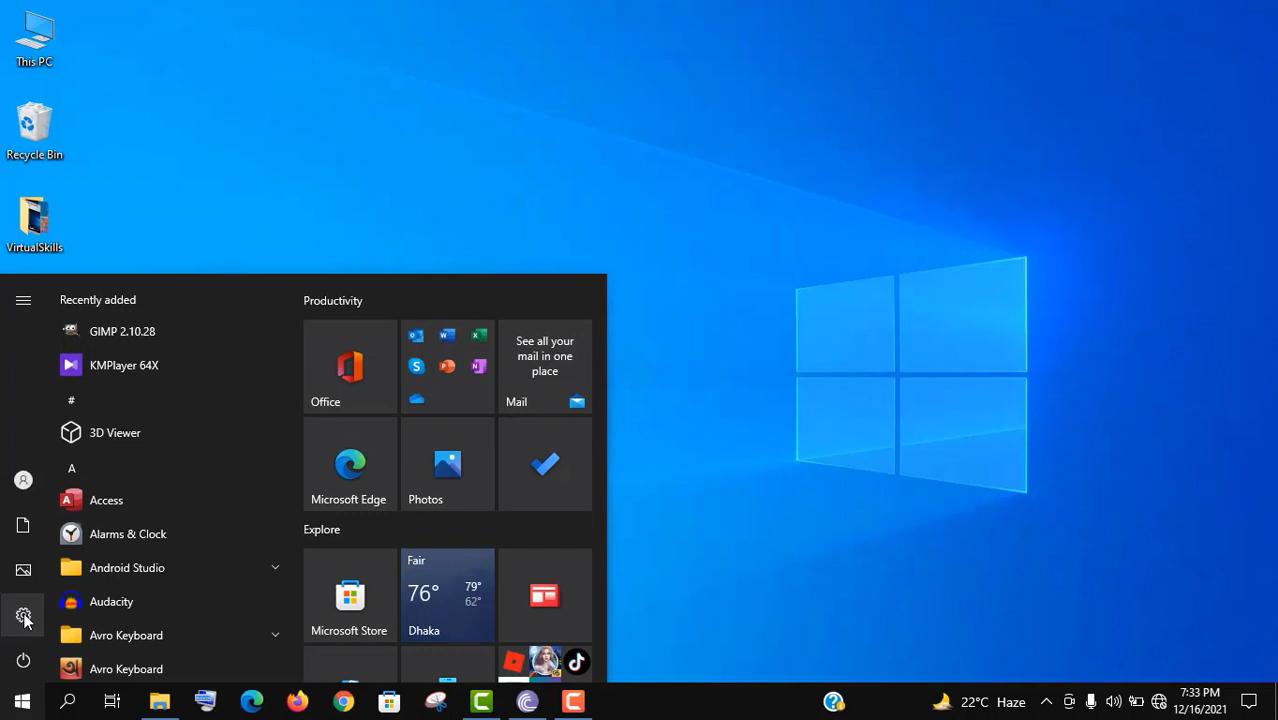 This PC
Recycle Bin
VirtualSkills
Recently added
GIMP 2.10.28
KMPlayer 64X
#
3D Viewer
A
Access
Alarms & Clock
Android Studio
Audacity
Avro Keyboard
Avro Keyboard
Productivity
Office
See all your
mail in one
place
Mail
Microsoft Edge
Photos
Explore
Microsoft Store
Fair
76°
79°
62°
Dhaka
22°C Haze
7:33 PM
12/16/2021